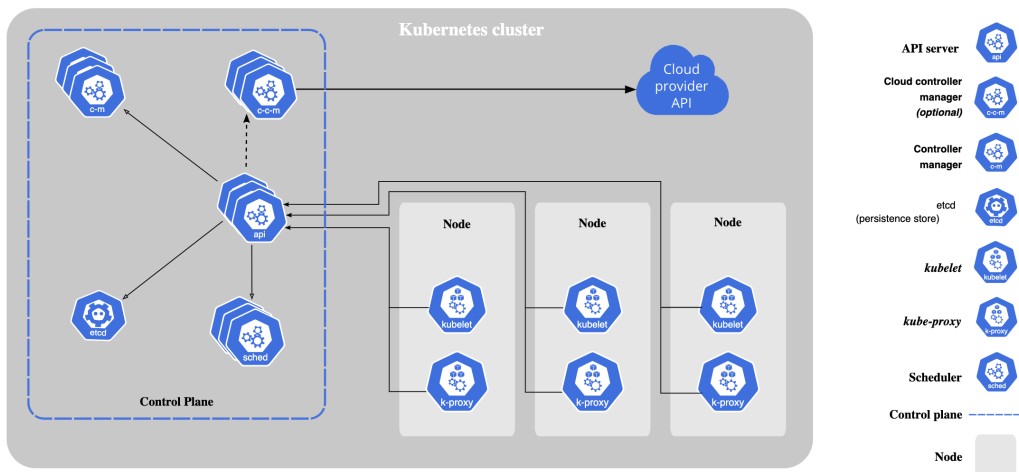 Kubernetes cluster
c-m
c-c-m
Cloud
provider
API
api
etcd
sched
Control Plane
Node
kubelet
k-proxy
Node
kubelet
k-proxy
Node
kubelet
k-proxy
API server
api
Cloud controller
manager
(optional)
c-c-m
Controller
manager
c-m
etcd
(persistence store)
etcd
kubelet
kubelet
kube-proxy
k-proxy
Scheduler
sched
Control plane
Node